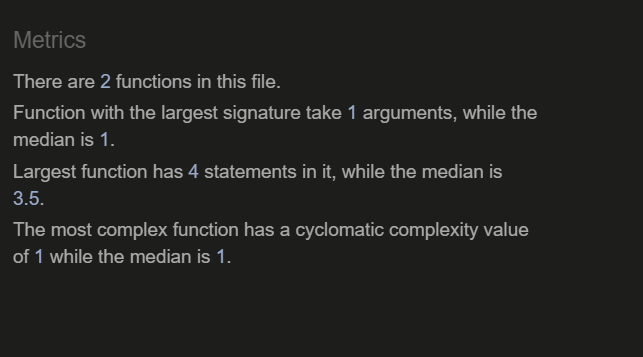 Metrics
There are 2 functions in this file.
Function with the largest signature take 1 arguments, while the
median is 1.
Largest function has 4 statements in it, while the median is
3.5.
The most complex function has a cyclomatic complexity value
of 1 while the median is 1.